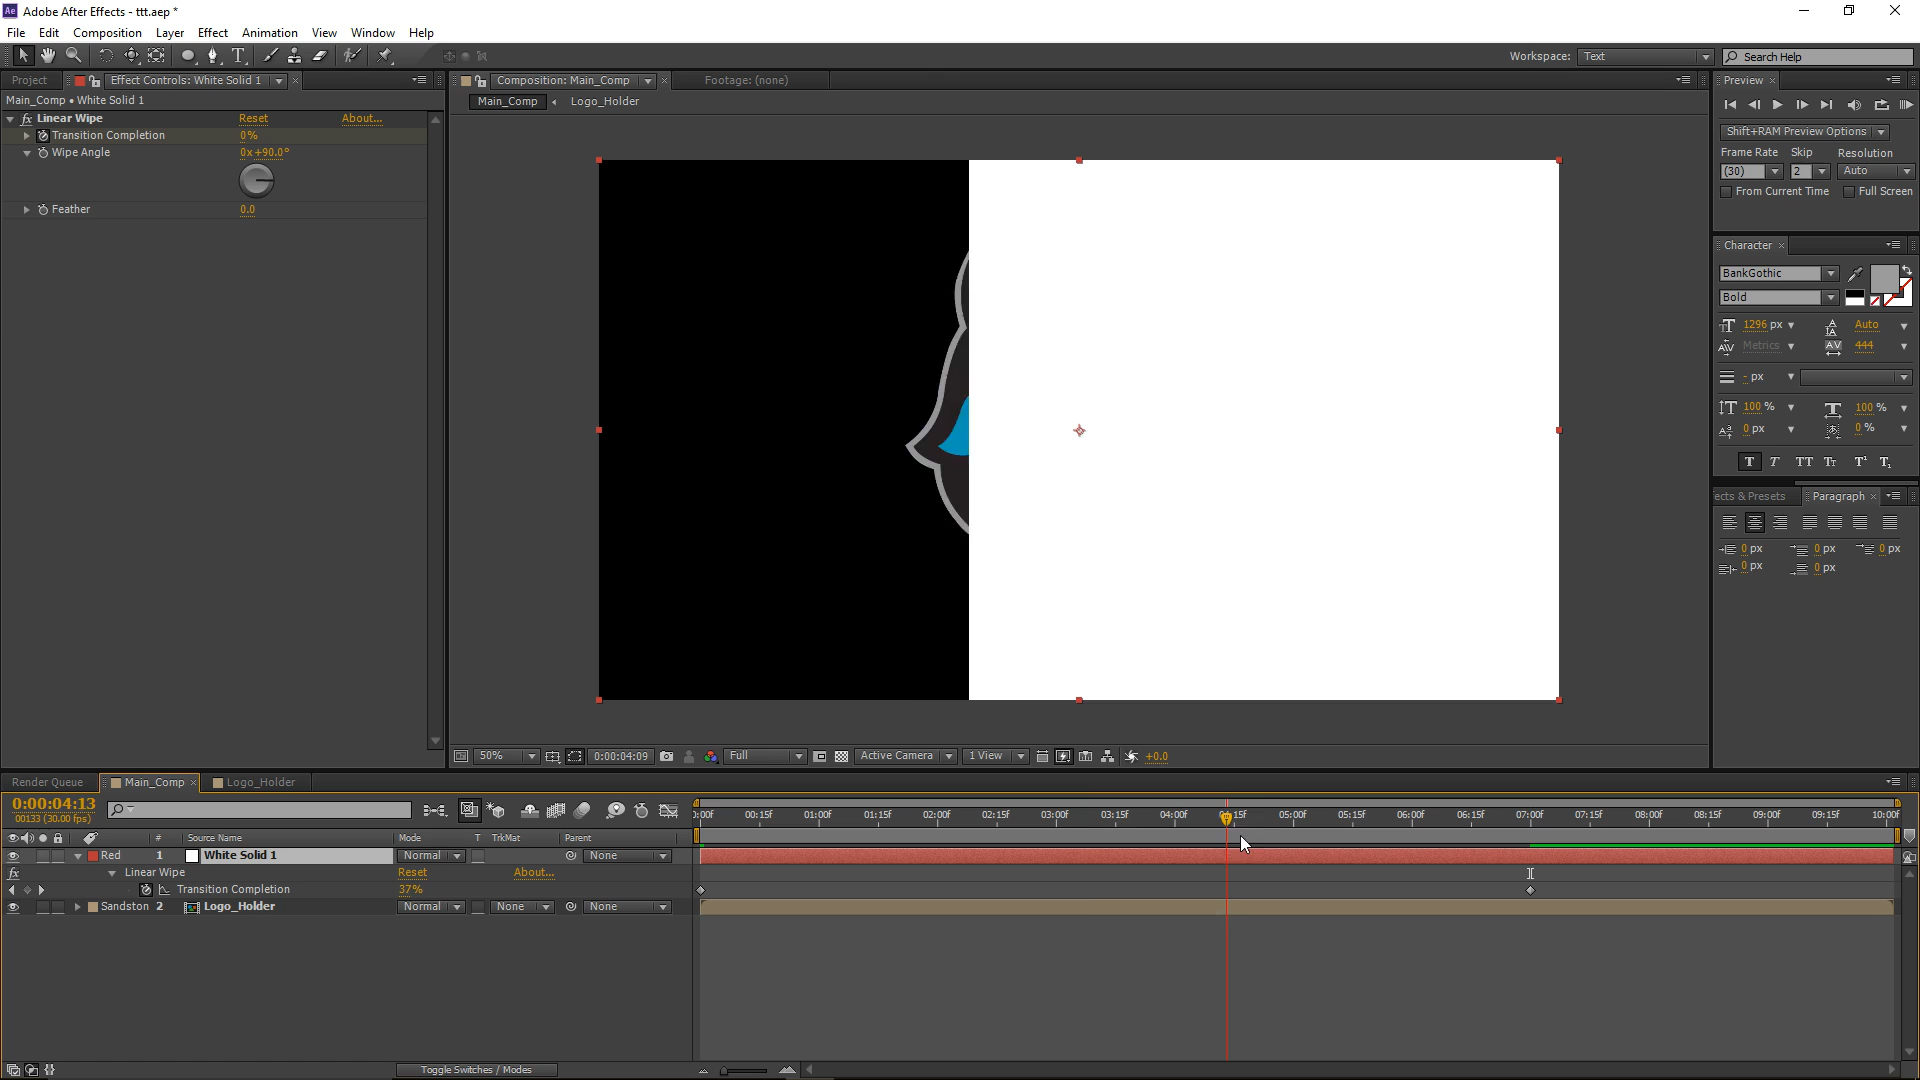 Adobe After Effects - ttt.aep *
File Edit Composition Layer Effect Animation View Window Help
Workspace: Text Search Help
Project Effect Controls: White Solid 1
Main_Comp • White Solid 1
fx Linear Wipe Reset About...
Transition Completion 0%
Wipe Angle 0x+90.0°
Feather 0.0
Composition: Main_Comp Footage: (none)
Main_Comp Logo_Holder
50% 0:00:04:09 Full Active Camera 1 View +0.0
Preview
Shift+RAM Preview Options
Frame Rate Skip Resolution
(30) 2 Auto
From Current Time Full Screen
Character
BankGothic
Bold
1296 px Auto
Metrics 444
- px
100 % 100 %
0 px 0 %
T T TT Tt T¹ T₁
ects & Presets Paragraph
0 px 0 px 0 px
0 px 0 px
Render Queue Main_Comp Logo_Holder
0:00:04:13
00133 (30.00 fps)
):00f 00:15f 01:00f 01:15f 02:00f 02:15f 03:00f 03:15f 04:00f 15f 05:00f 05:15f 06:00f 06:15f 07:00f 07:15f 08:00f 08:15f 09:00f 09:15f 10:00f
# Source Name Mode T TrkMat Parent
Red 1 White Solid 1 Normal None
fx Linear Wipe Reset About...
Transition Completion 37%
Sandston 2 Logo_Holder Normal None None
Toggle Switches / Modes